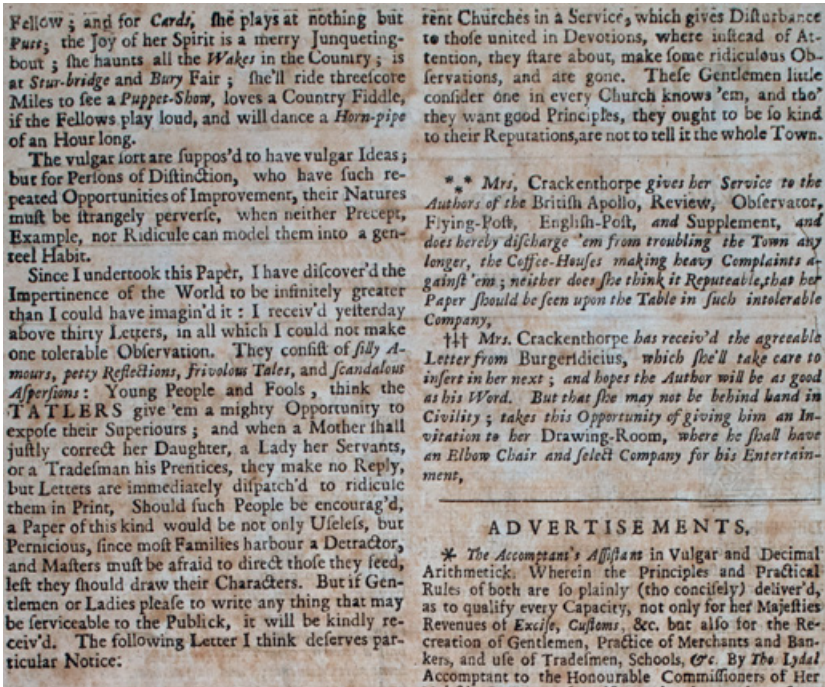 Fellow ; and for Cards, ſhe plays at nothing but
Putt; the Joy of her Spirit is a merry Junqueting-
bout ; ſhe haunts all the Wakes in the Country ; is
at Stur-bridge and Bury Fair ; ſhe'll ride threeſcore
Miles to ſee a Puppet-Show, loves a Country Fiddle,
if the Fellows play loud, and will dance a Horn-pipe
of an Hour long.
The vulgar ſort are ſuppos'd to have vulgar Ideas ;
but for Perſons of Diſtinction, who have ſuch re-
peated Opportunities of Improvement, their Natures
muſt be ſtrangely perverſe, when neither Precept,
Example, nor Ridicule can model them into a gen-
teel Habit.
Since I undertook this Paper, I have diſcover'd the
Impertinence of the World to be infinitely greater
than I could have imagin'd it : I receiv'd yeſterday
above thirty Letters, in all which I could not make
one tolerable Obſervation. They conſiſt of ſilly A-
mours, petty Reflections, frivolous Tales, and ſcandalous
Aſperſions : Young People and Fools , think the
TATLERS give 'em a mighty Opportunity to
expoſe their Superiours ; and when a Mother ſhall
juſtly correct her Daughter, a Lady her Servants,
or a Tradeſman his Prentices, they make no Reply,
but Letters are immediately diſpatch'd to ridicule
them in Print, Should ſuch People be encourag'd,
a Paper of this kind would be not only Uſeleſs, but
Pernicious, ſince moſt Families harbour a Detractor,
and Maſters muſt be afraid to direct thoſe they feed,
leſt they ſhould draw their Characters. But if Gen-
tlemen or Ladies pleaſe to write any thing that may
be ſerviceable to the Publick, it will be kindly re-
ceiv'd. The following Letter I think deſerves par-
ticular Notice:
rent Churches in a Service, which gives Diſturbance
to thoſe united in Devotions, where inſtead of At-
tention, they ſtare about, make ſome ridiculous Ob-
ſervations, and are gone. Theſe Gentlemen little
conſider one in every Church knows 'em, and tho'
they want good Principles, they ought to be ſo kind
to their Reputations,are not to tell it the whole Town.
*** Mrs, Crackenthorpe gives her Service to the
Authors of the Britiſh Apollo, Review, Obſervator,
Flying-Poſt, Engliſh-Poſt, and Supplement, and
does hereby diſcharge 'em from troubling the Town any
longer, the Coffee-Houſes making heavy Complaints a-
gainſt 'em ; neither does ſhe think it Reputeable,that her
Paper ſhould be ſeen upon the Table in ſuch intolerable
Company,
‡‡‡ Mrs. Crackenthorpe has receiv'd the agreeable
Letter from Burgeridicius, which ſhe'll take care to
inſert in her next ; and hopes the Author will be as good
as his Word. But that ſhe may not be behind hand in
Civility ; takes this Opportunity of giving him an In-
vitation to her Drawing-Room, where he ſhall have
an Elbow Chair and ſelect Company for his Entertain-
ment,
ADVERTISEMENTS.
* The Accomptant's Aſſiſtant in Vulgar and Decimal
Arithmetick. Wherein the Principles and Practical
Rules of both are ſo plainly (tho conciſely) deliver'd,
as to qualify every Capacity, not only for her Majeſties
Revenues of Exciſe, Cuſtoms, &c. but alſo for the Re-
creation of Gentlemen, Practice of Merchants and Ban-
kers, and uſe of Tradeſmen, Schools, &c. By Tho Lydal
Accomptant to the Honourable Commiſſioners of Her